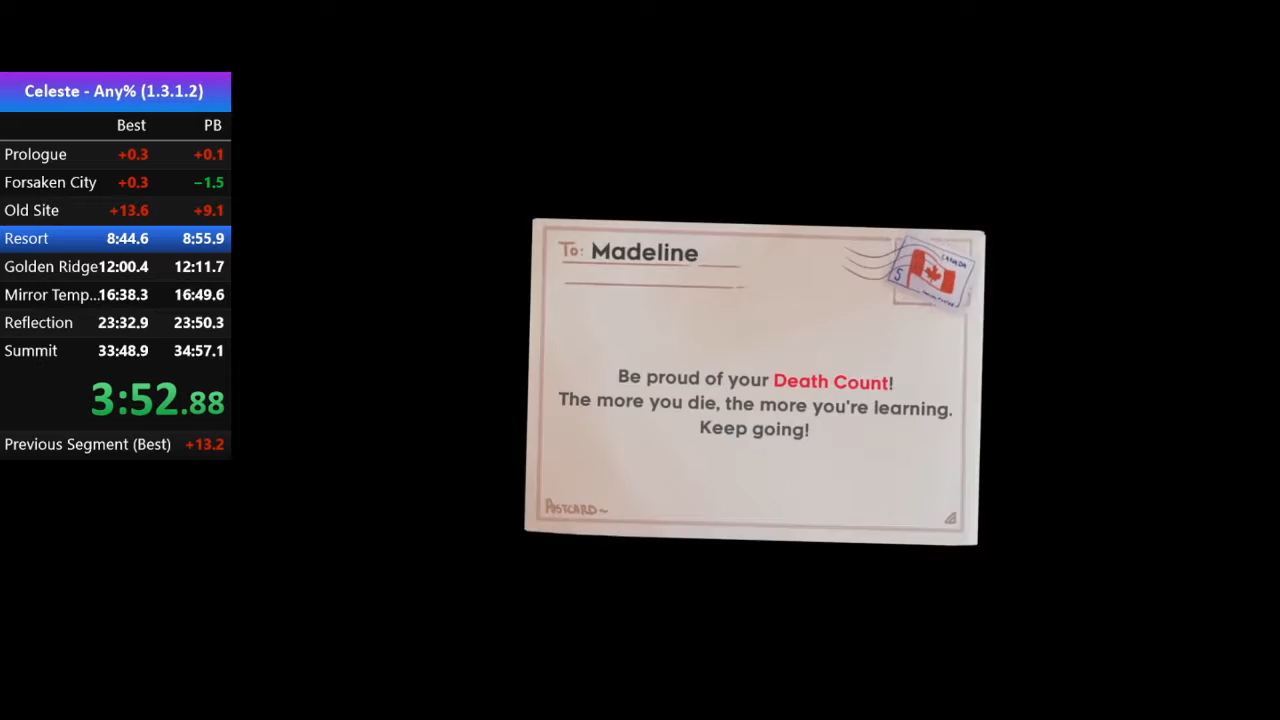 Celeste - Any% (1.3.1.2)
Best PB
Prologue +0.3 +0.1
Forsaken City +0.3 −1.5
Old Site +13.6 +9.1
Resort 8:44.6 8:55.9
Golden Ridge 12:00.4 12:11.7
Mirror Temp... 16:38.3 16:49.6
Reflection 23:32.9 23:50.3
Summit 33:48.9 34:57.1
3:52.88
Previous Segment (Best) +13.2
To: Madeline
CANADA
5
Be proud of your Death Count!
The more you die, the more you're learning.
Keep going!
POSTCARD~